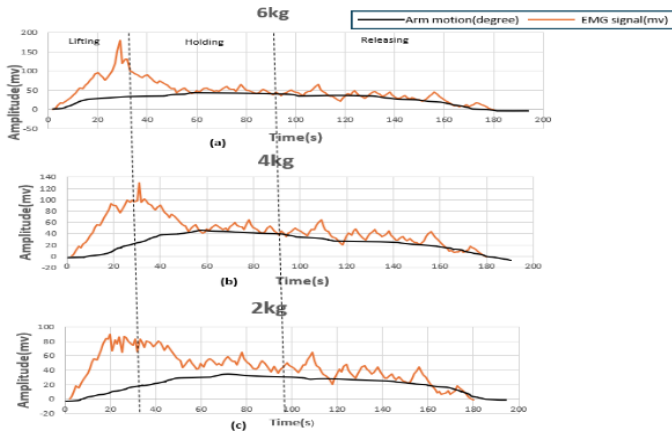 6kg
Arm motion(degree) EMG signal(mv)
Lifting Holding Releasing
Amplitude(mv)
200
150
100
50
0
-50
0 20 40 60 80 100 120 140 160 180 200
Time(s)
(a)
4kg
Amplitude(mv)
140
120
100
80
60
40
20
0
-20
0 20 40 60 80 100 120 140 160 180 200
Time(s)
(b)
2kg
Amplitude(mv)
100
80
60
40
20
0
-20
0 20 40 60 80 100 120 140 160 180 200
Time(s)
(c)